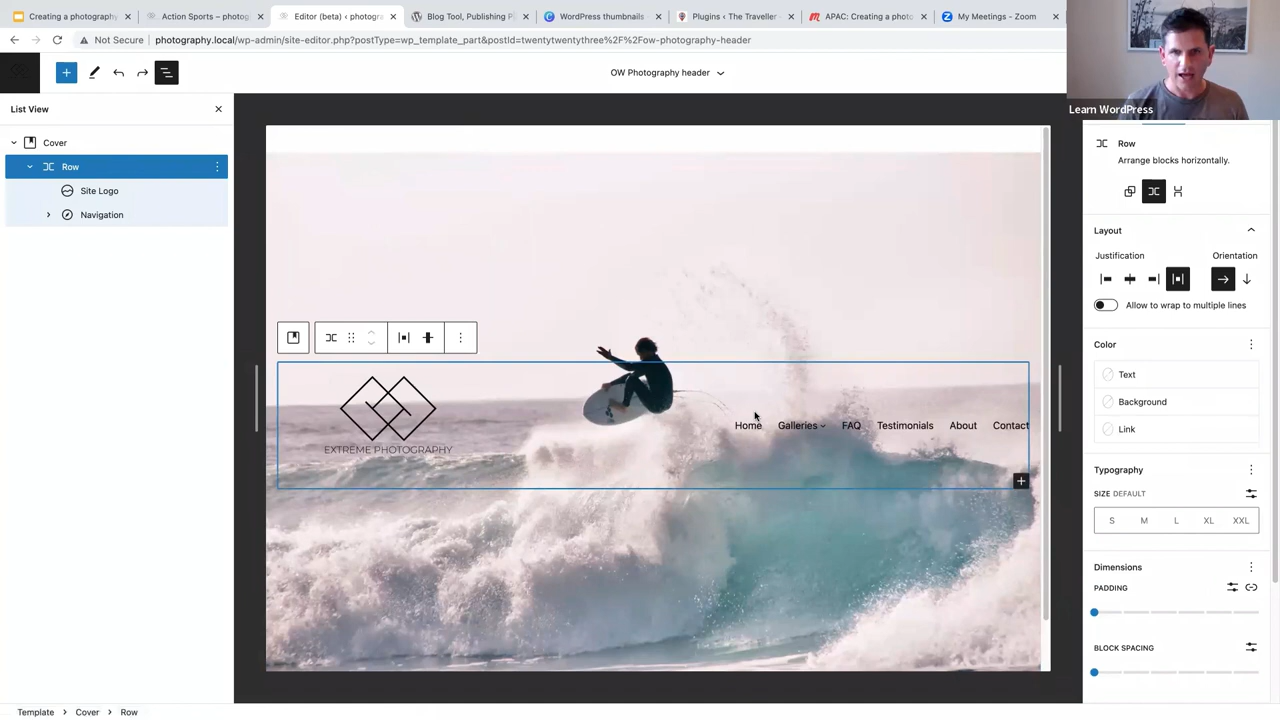 Creating a photography
Action Sports – photog
Editor (beta) ‹ photogra
Blog Tool, Publishing P
WordPress thumbnails
Plugins ‹ The Traveller
APAC: Creating a photo
My Meetings - Zoom
Not Secure
photography.local/wp-admin/site-editor.php?postType=wp_template_part&postId=twentytwentythree%2F%2Fow-photography-header
OW Photography header
Learn WordPress
List View
Cover
Row
Site Logo
Navigation
EXTREME PHOTOGRAPHY
Home Galleries FAQ Testimonials About Contact
Row
Arrange blocks horizontally.
Layout
Justification Orientation
Allow to wrap to multiple lines
Color
Text
Background
Link
Typography
SIZE DEFAULT
S M L XL XXL
Dimensions
PADDING
BLOCK SPACING
Template > Cover > Row